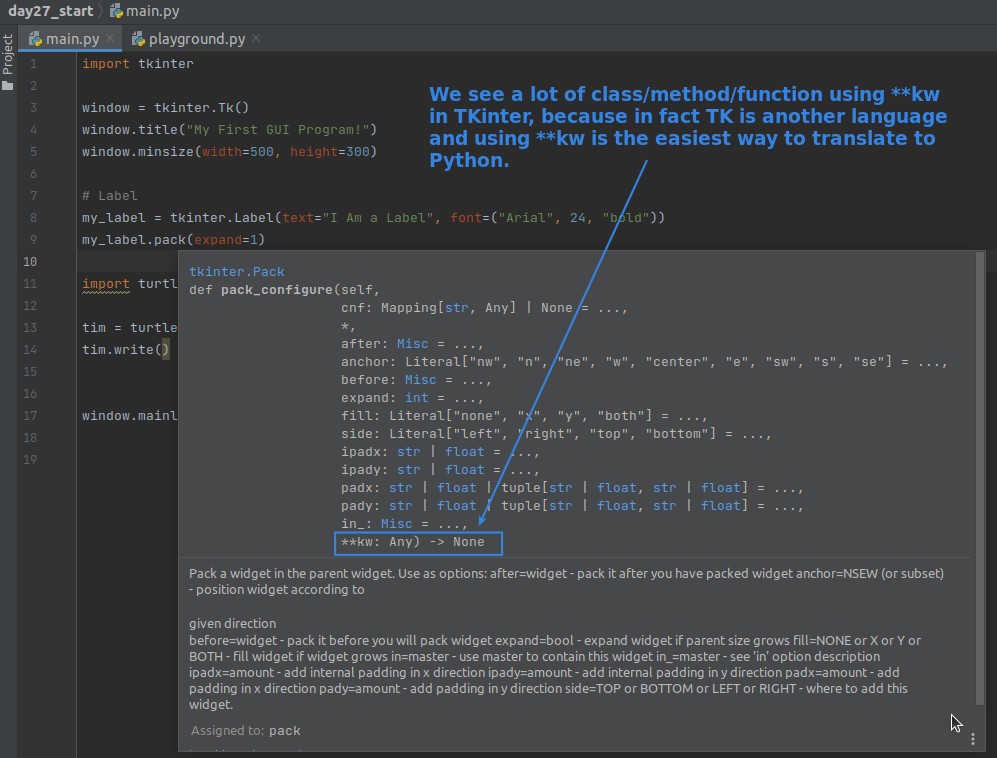 day27_start main.py
main.py playground.py
Project
1 import tkinter
2
3 window = tkinter.Tk()
4 window.title("My First GUI Program!")
5 window.minsize(width=500, height=300)
6
7 # Label
8 my_label = tkinter.Label(text="I Am a Label", font=("Arial", 24, "bold"))
9 my_label.pack(expand=1)
10
11 import turtl
12
13 tim = turtle
14 tim.write()
15
16
17 window.mainl
18
19
We see a lot of class/method/function using **kw
in TKinter, because in fact TK is another language
and using **kw is the easiest way to translate to
Python.
tkinter.Pack
def pack_configure(self,
cnf: Mapping[str, Any] | None = ...,
*,
after: Misc = ...,
anchor: Literal["nw", "n", "ne", "w", "center", "e", "sw", "s", "se"] = ...,
before: Misc = ...,
expand: int = ...,
fill: Literal["none", "x", "y", "both"] = ...,
side: Literal["left", "right", "top", "bottom"] = ...,
ipadx: str | float = ...,
ipady: str | float = ...,
padx: str | float | tuple[str | float, str | float] = ...,
pady: str | float | tuple[str | float, str | float] = ...,
in_: Misc = ...,
**kw: Any) -> None
Pack a widget in the parent widget. Use as options: after=widget - pack it after you have packed widget anchor=NSEW (or subset)
- position widget according to
given direction
before=widget - pack it before you will pack widget expand=bool - expand widget if parent size grows fill=NONE or X or Y or
BOTH - fill widget if widget grows in=master - use master to contain this widget in_=master - see 'in' option description
ipadx=amount - add internal padding in x direction ipady=amount - add internal padding in y direction padx=amount - add
padding in x direction pady=amount - add padding in y direction side=TOP or BOTTOM or LEFT or RIGHT - where to add this
widget.
Assigned to: pack